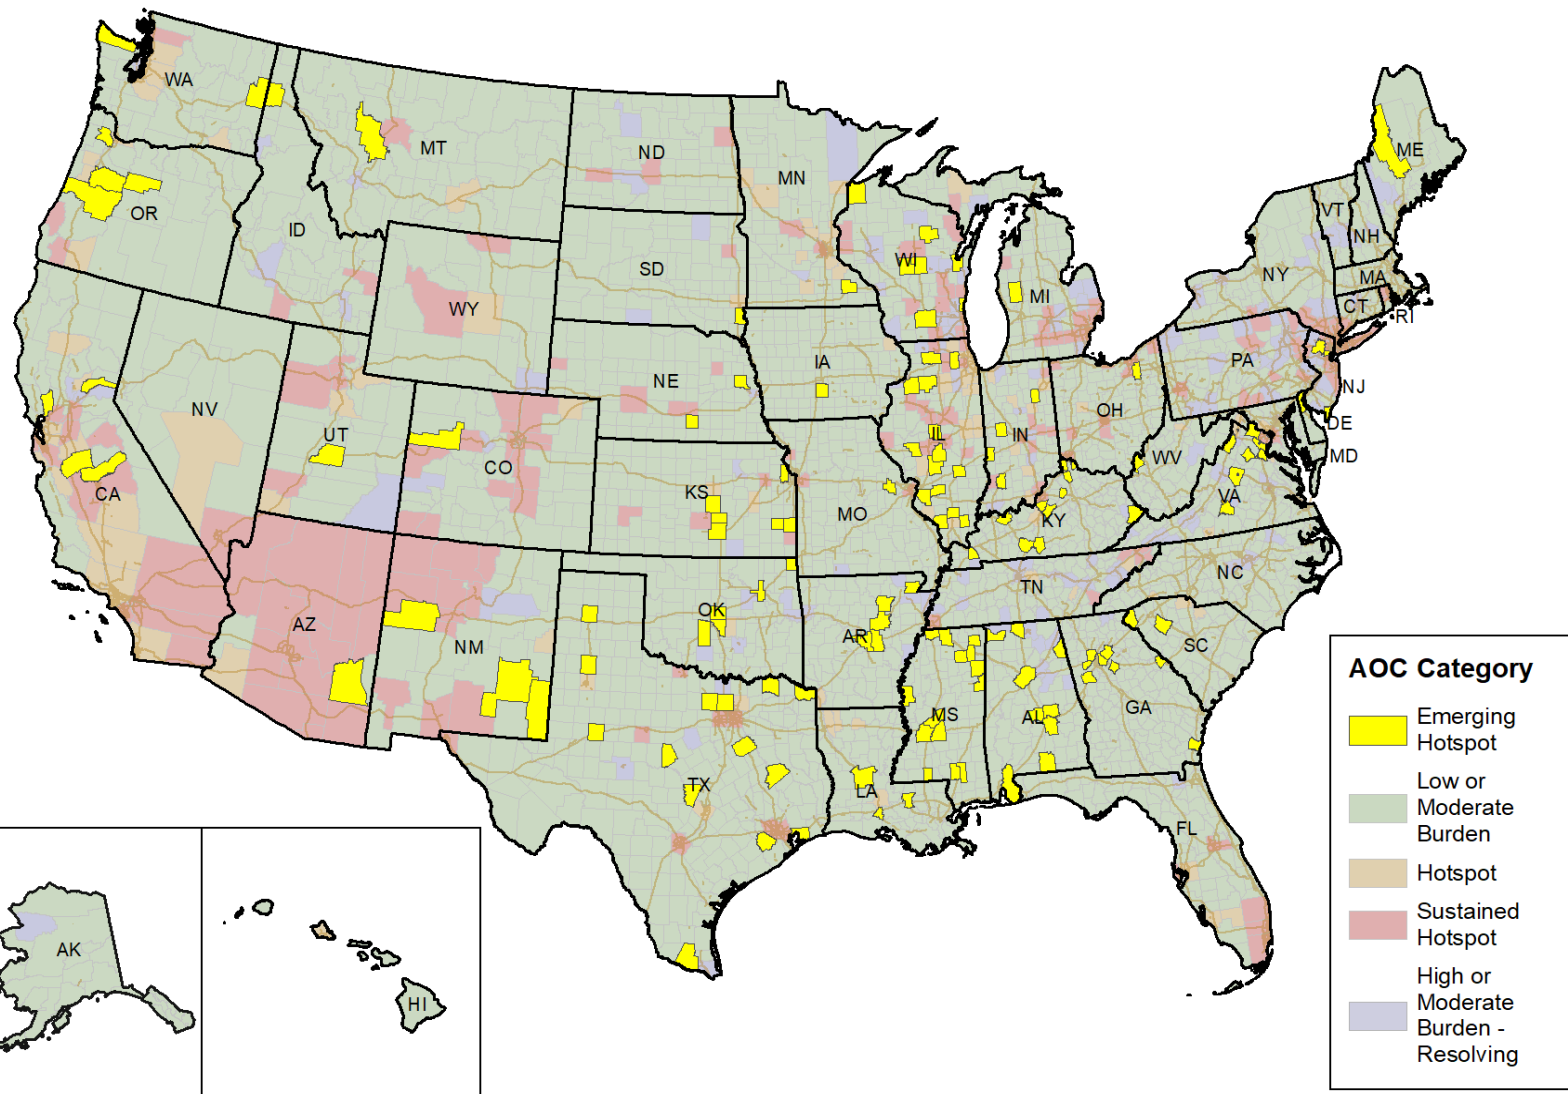 WA
MT
ND
MN
ME
OR
ID
VT
NH
SD
WI
NY
MA
WY
MI
CT
RI
IA
PA
NE
NJ
NV
OH
UT
IL
IN
DE
CO
WV
MD
CA
KS
VA
MO
KY
NC
TN
AZ
OK
AR
NM
SC
MS
AL
GA
TX
LA
FL
AK
HI
AOC Category
Emerging
Hotspot
Low or
Moderate
Burden
Hotspot
Sustained
Hotspot
High or
Moderate
Burden -
Resolving